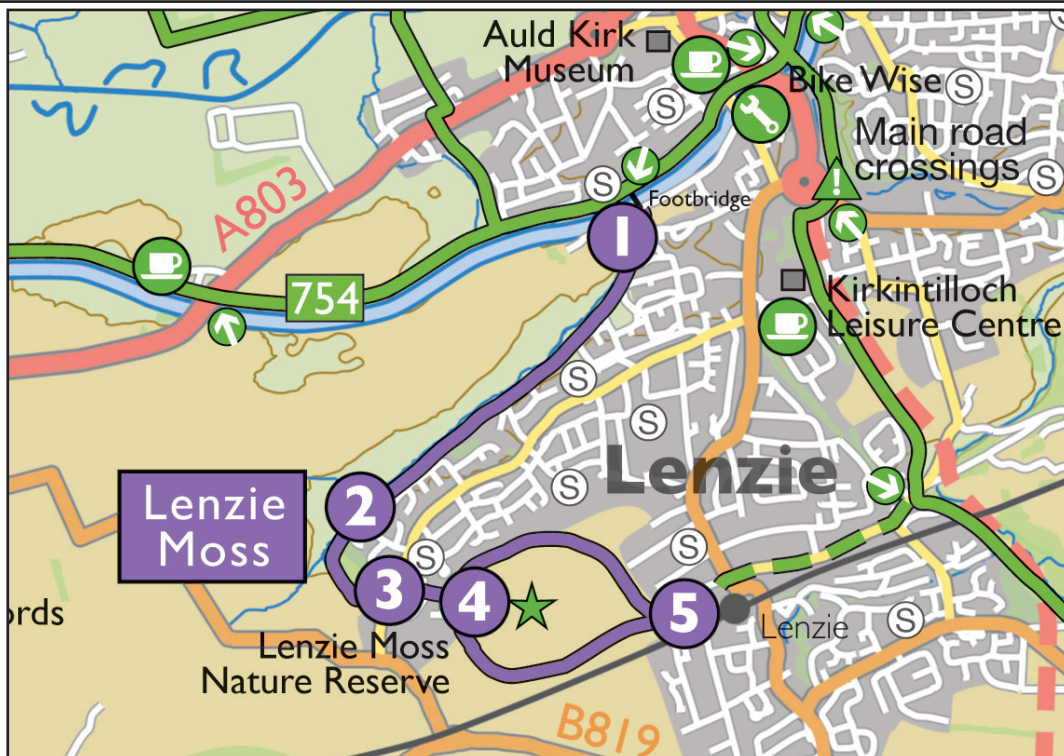 Auld Kirk
Museum
Bike Wise
S
S
Main road
crossings
!
S
S
Footbridge
A803
1
754
Kirkintilloch
Leisure Centre
S
S
Lenzie
S
2
Lenzie
Moss
S
S
3
4
5
ords
Lenzie
S
Lenzie Moss
Nature Reserve
B819